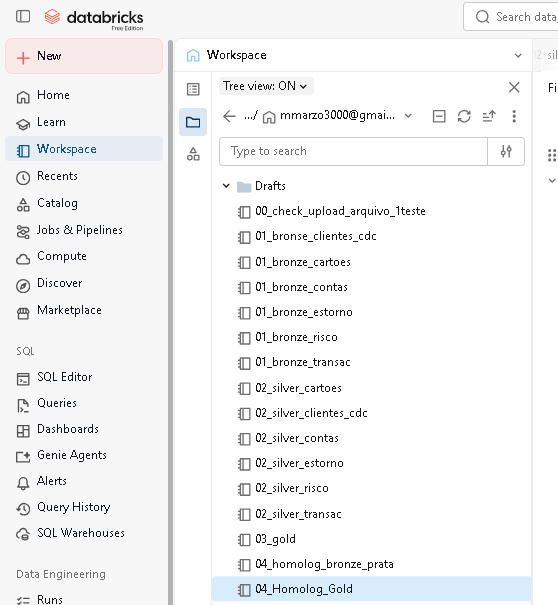 databricks
Free Edition
Search data,
New
Home
Learn
Workspace
Recents
Catalog
Jobs & Pipelines
Compute
Discover
Marketplace
SQL
SQL Editor
Queries
Dashboards
Genie Agents
Alerts
Query History
SQL Warehouses
Data Engineering
Runs
Workspace
Tree view: ON
.../ mmarzo3000@gmai...
Type to search
Drafts
00_check_upload_arquivo_1teste
01_bronse_clientes_cdc
01_bronze_cartoes
01_bronze_contas
01_bronze_estorno
01_bronze_risco
01_bronze_transac
02_silver_cartoes
02_silver_clientes_cdc
02_silver_contas
02_silver_estorno
02_silver_risco
02_silver_transac
03_gold
04_homolog_bronze_prata
04_Homolog_Gold
Fi